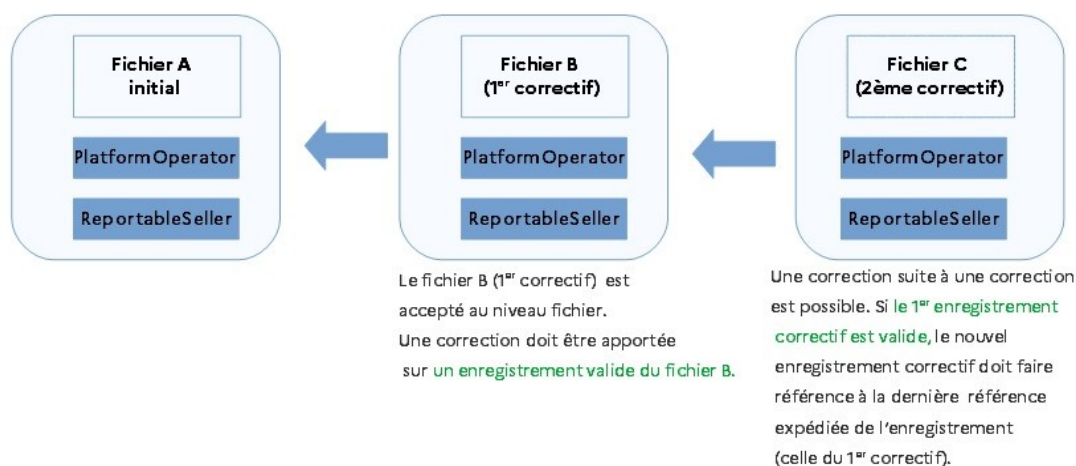 Fichier A
initial
PlatformOperator
ReportableSeller
Fichier B
(1er correctif)
PlatformOperator
ReportableSeller
Le fichier B (1er correctif) est
accepté au niveau fichier.
Une correction doit être apportée
sur un enregistrement valide du fichier B.
Fichier C
(2ème correctif)
PlatformOperator
ReportableSeller
Une correction suite à une correction
est possible. Si le 1er enregistrement
correctif est valide, le nouvel
enregistrement correctif doit faire
référence à la dernière référence
expédiée de l'enregistrement
(celle du 1er correctif).